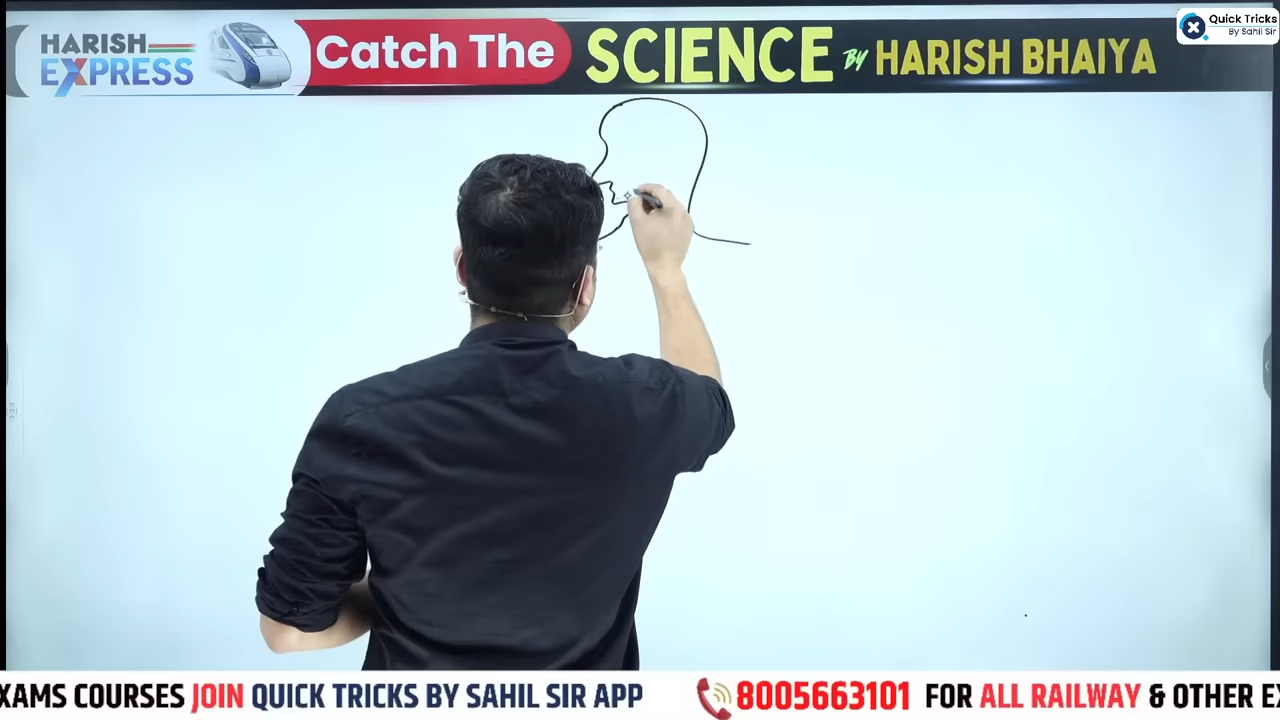 HARISH
EXPRESS
Catch The SCIENCE BY HARISH BHAIYA
Quick Tricks
By Sahil Sir
XAMS COURSES JOIN QUICK TRICKS BY SAHIL SIR APP 8005663101 FOR ALL RAILWAY & OTHER EX